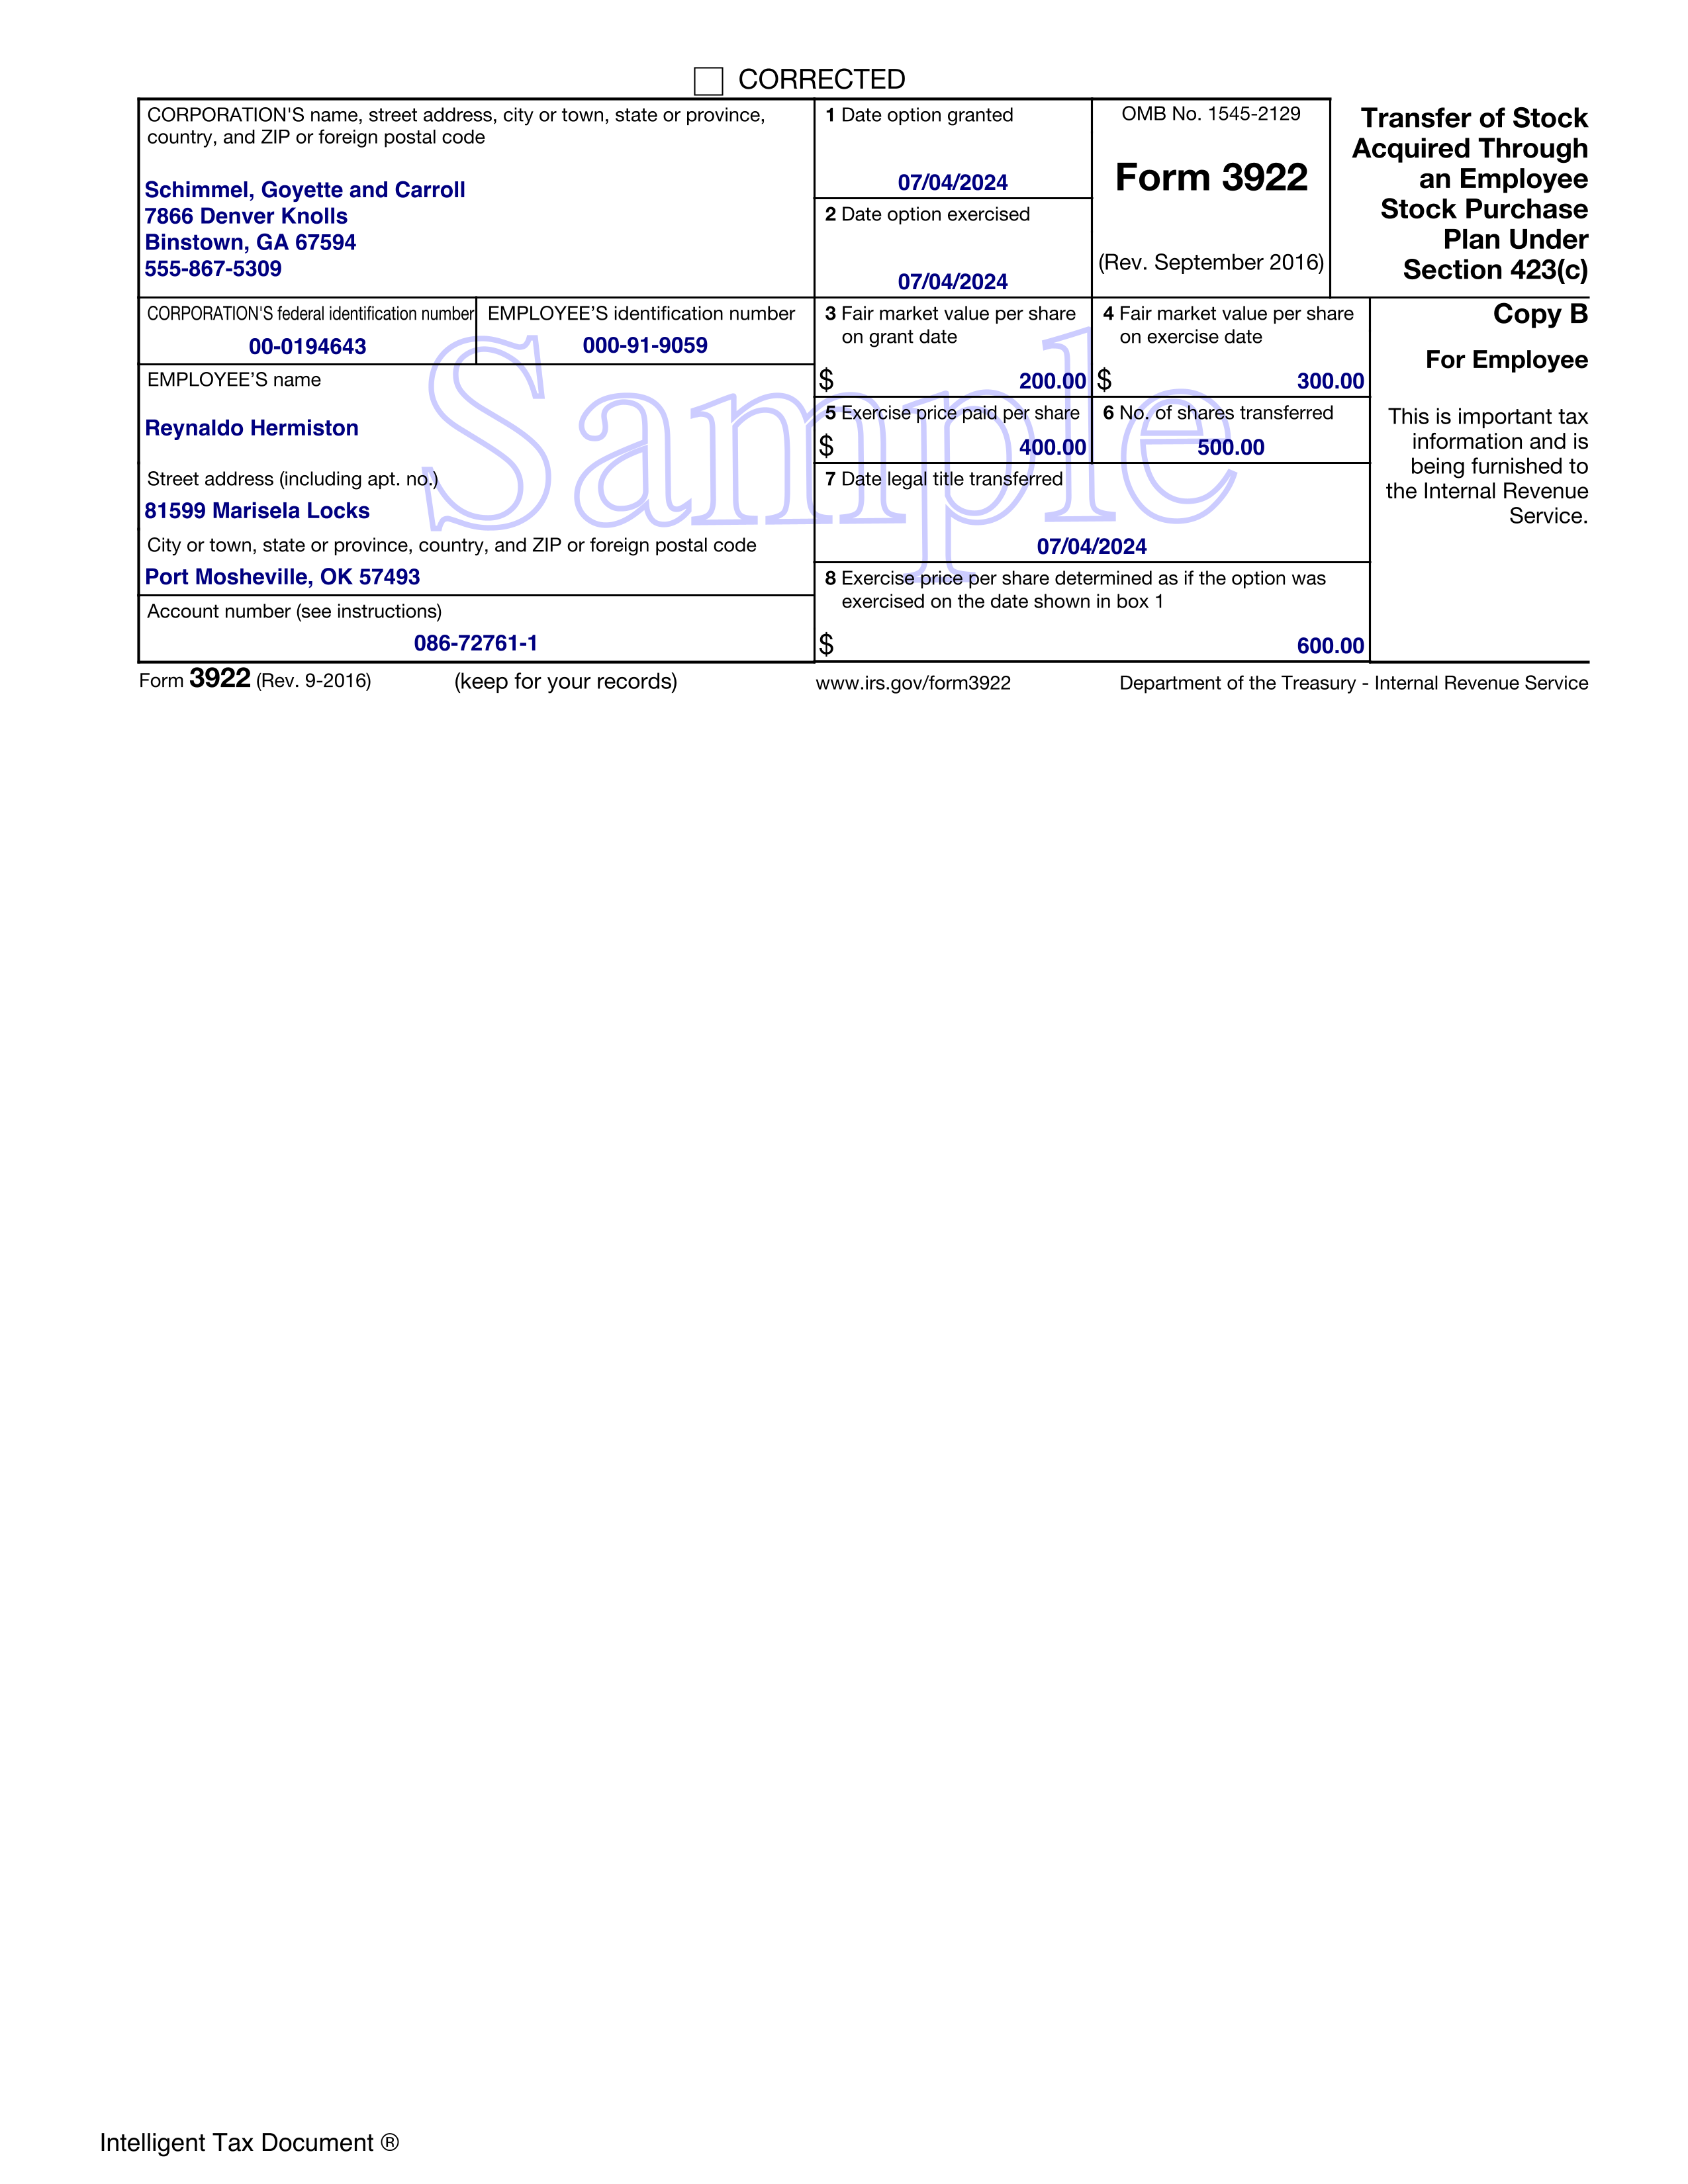 CORRECTED
CORPORATION'S name, street address, city or town, state or province, country, and ZIP or foreign postal code
Schimmel, Goyette and Carroll
7866 Denver Knolls
Binstown, GA 67594
555-867-5309
1 Date option granted
07/04/2024
2 Date option exercised
07/04/2024
OMB No. 1545-2129
Form 3922
(Rev. September 2016)
Transfer of Stock
Acquired Through
an Employee
Stock Purchase
Plan Under
Section 423(c)
CORPORATION'S federal identification number
00-0194643
EMPLOYEE'S identification number
000-91-9059
3 Fair market value per share
on grant date
$ 200.00
4 Fair market value per share
on exercise date
$ 300.00
Copy B
For Employee
This is important tax
information and is
being furnished to
the Internal Revenue
Service.
EMPLOYEE'S name
Reynaldo Hermiston
5 Exercise price paid per share
$ 400.00
6 No. of shares transferred
500.00
Street address (including apt. no.)
81599 Marisela Locks
7 Date legal title transferred
07/04/2024
City or town, state or province, country, and ZIP or foreign postal code
Port Mosheville, OK 57493
8 Exercise price per share determined as if the option was
exercised on the date shown in box 1
$ 600.00
Account number (see instructions)
086-72761-1
Sample
Form 3922 (Rev. 9-2016)
(keep for your records)
www.irs.gov/form3922
Department of the Treasury - Internal Revenue Service
Intelligent Tax Document ®